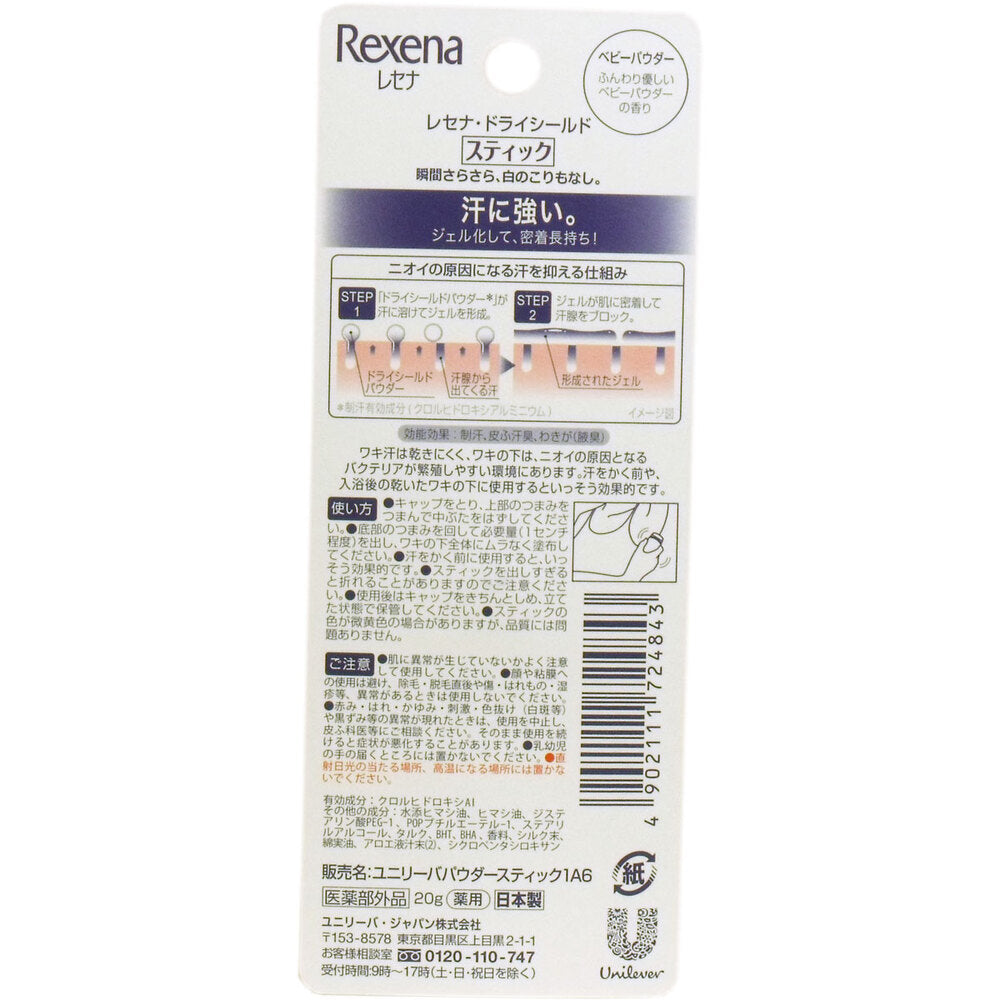 Rexena
レセナ
ベビーパウダー
ふんわり優しい
ベビーパウダー
の香り
レセナ・ドライシールド
スティック
瞬間さらさら、白のこりもなし。
汗に強い。
ジェル化して、密着長持ち!
ニオイの原因になる汗を抑える仕組み
STEP 1
「ドライシールドパウダー*」が
汗に溶けてジェルを形成。
STEP 2
ジェルが肌に密着して
汗腺をブロック。
ドライシールド
パウダー
汗腺から
出てくる汗
形成されたジェル
*制汗有効成分(クロルヒドロキシアルミニウム)
イメージ図
効能効果:制汗、皮ふ汗臭、わきが(腋臭)
ワキ汗は乾きにくく、ワキの下は、ニオイの原因となる
バクテリアが繁殖しやすい環境にあります。汗をかく前や、
入浴後の乾いたワキの下に使用するといっそう効果的です。
使い方 ●キャップをとり、上部のつまみを
つまんで中ぶたをはずしてくださ
い。●底部のつまみを回して必要量(1センチ
程度)を出し、ワキの下全体にムラなく塗布し
てください。●汗をかく前に使用すると、いっ
そう効果的です。●スティックを出しすぎる
と折れることがありますのでご注意くださ
い。●使用後はキャップをきちんとしめ、立て
た状態で保管してください。●スティックの
色が微黄色の場合がありますが、品質には問
題ありません。
ご注意 ●肌に異常が生じていないかよく注意
して使用してください。●顔や粘膜へ
の使用は避け、除毛・脱毛直後や傷・はれもの・湿
疹等、異常があるときは使用しないでください。
●赤み・はれ・かゆみ・刺激・色抜け(白斑等)
や黒ずみ等の異常が現れたときは、使用を中止し、
皮ふ科医等にご相談ください。そのまま使用を続
けると症状が悪化することがあります。●乳幼児
の手の届くところには置かないでください。●直
射日光の当たる場所、高温になる場所には置かな
いでください。
有効成分:クロルヒドロキシAl
その他の成分:水添ヒマシ油、ヒマシ油、ジステ
アリン酸PEG-1、POPブチルエーテル-1、ステアリ
ルアルコール、タルク、BHT、BHA、香料、シルク末、
綿実油、アロエ液汁末(2)、シクロペンタシロキサン
4 902111 724843
販売名:ユニリーバパウダースティック1A6
医薬部外品 20g 薬用 日本製
紙
ユニリーバ・ジャパン株式会社
〒153-8578 東京都目黒区上目黒2-1-1
お客様相談室 0120-110-747
受付時間:9時〜17時(土・日・祝日を除く)
Unilever